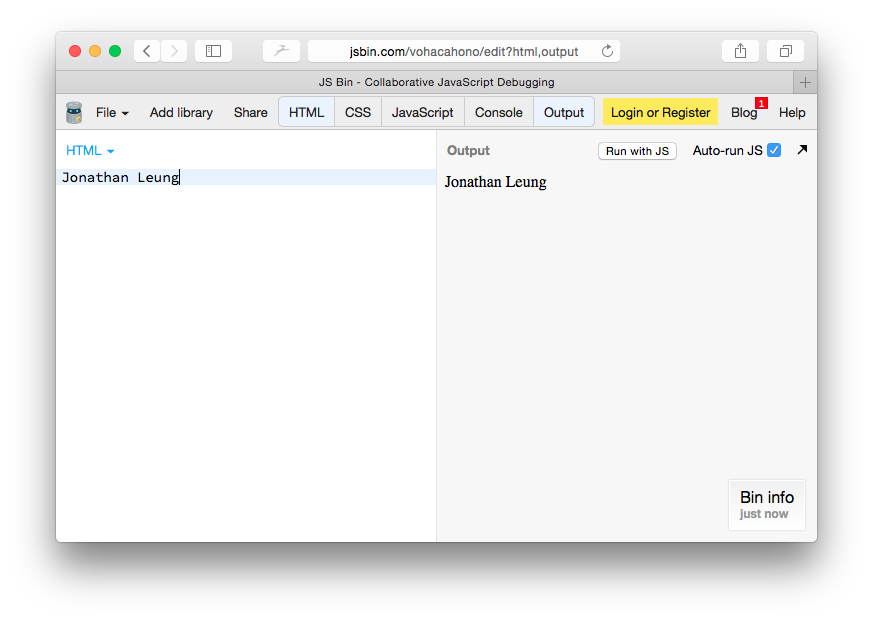 jsbin.com/vohacahono/edit?html,output
JS Bin - Collaborative JavaScript Debugging
File Add library Share HTML CSS JavaScript Console Output Login or Register Blog 1 Help
HTML
Output Run with JS Auto-run JS
Jonathan Leung
Jonathan Leung
Bin info
just now